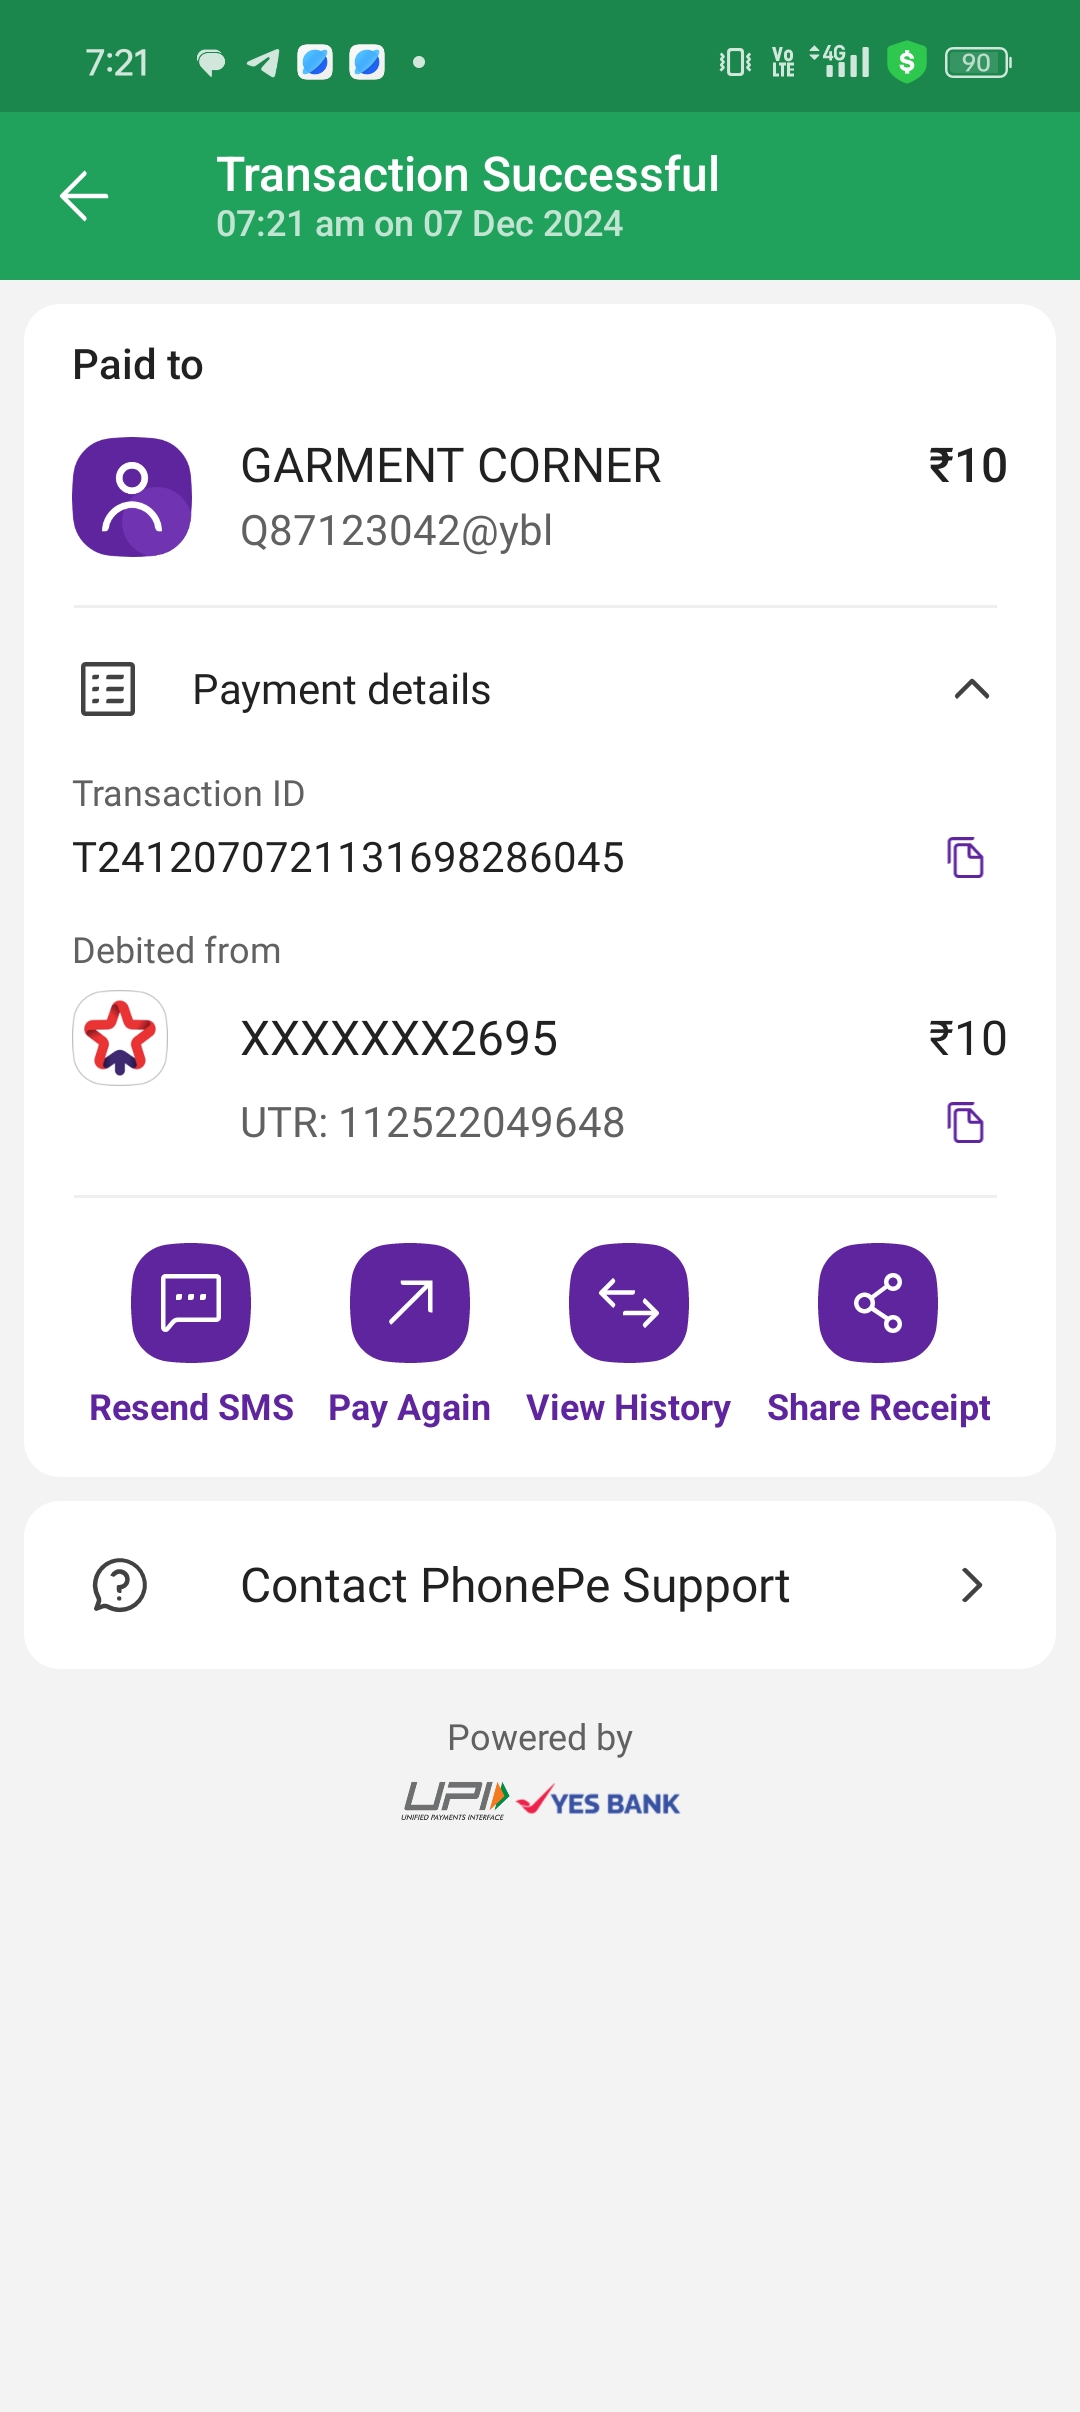 7:21
Vo LTE 4G $ 90
Transaction Successful
07:21 am on 07 Dec 2024
Paid to
GARMENT CORNER ₹10
Q87123042@ybl
Payment details
Transaction ID
T2412070721131698286045
Debited from
XXXXXXX2695 ₹10
UTR: 112522049648
Resend SMS Pay Again View History Share Receipt
Contact PhonePe Support
Powered by
UPI YES BANK
UNIFIED PAYMENTS INTERFACE